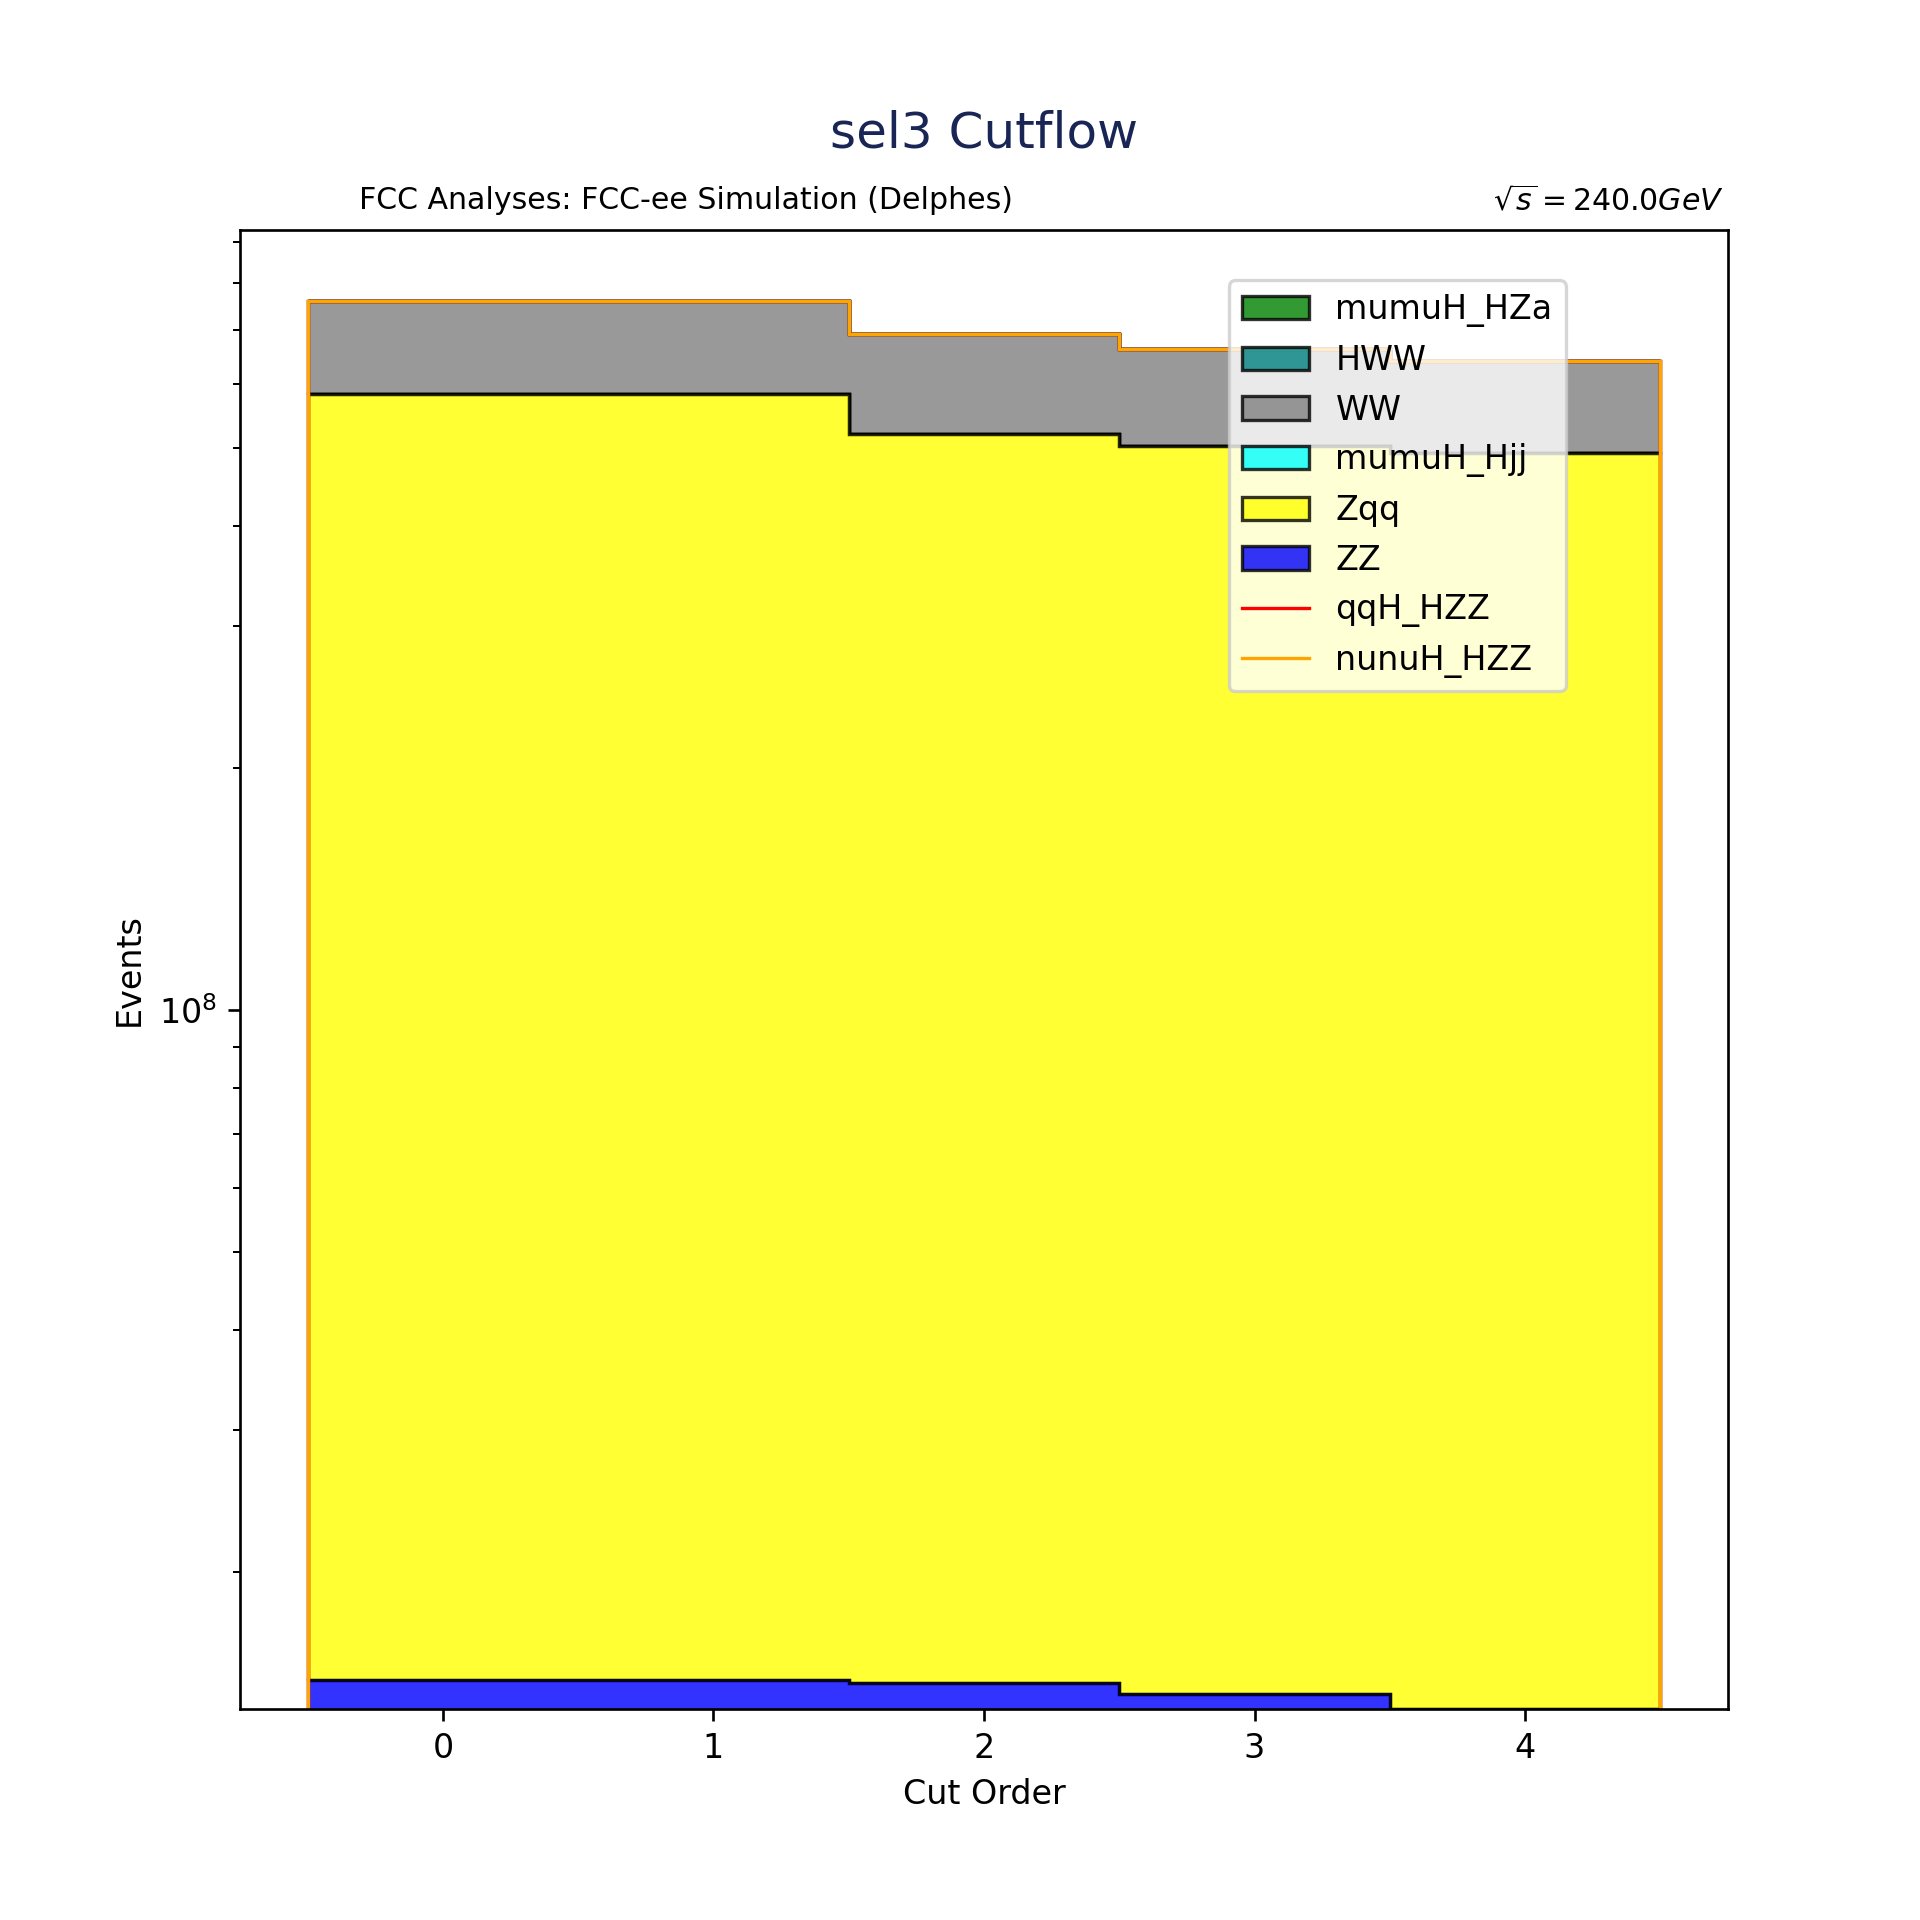 sel3 Cutflow
FCC Analyses: FCC-ee Simulation (Delphes)
√s = 240.0GeV
mumuH_HZa
HWW
WW
mumuH_Hjj
Zqq
ZZ
qqH_HZZ
nunuH_HZZ
Events
10⁸
0 1 2 3 4
Cut Order